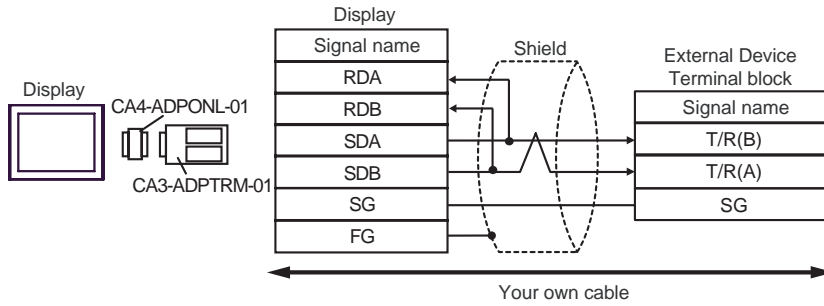 Display
CA4-ADPONL-01
CA3-ADPTRM-01
Display
Signal name
RDA
RDB
SDA
SDB
SG
FG
Shield
External Device
Terminal block
Signal name
T/R(B)
T/R(A)
SG
Your own cable